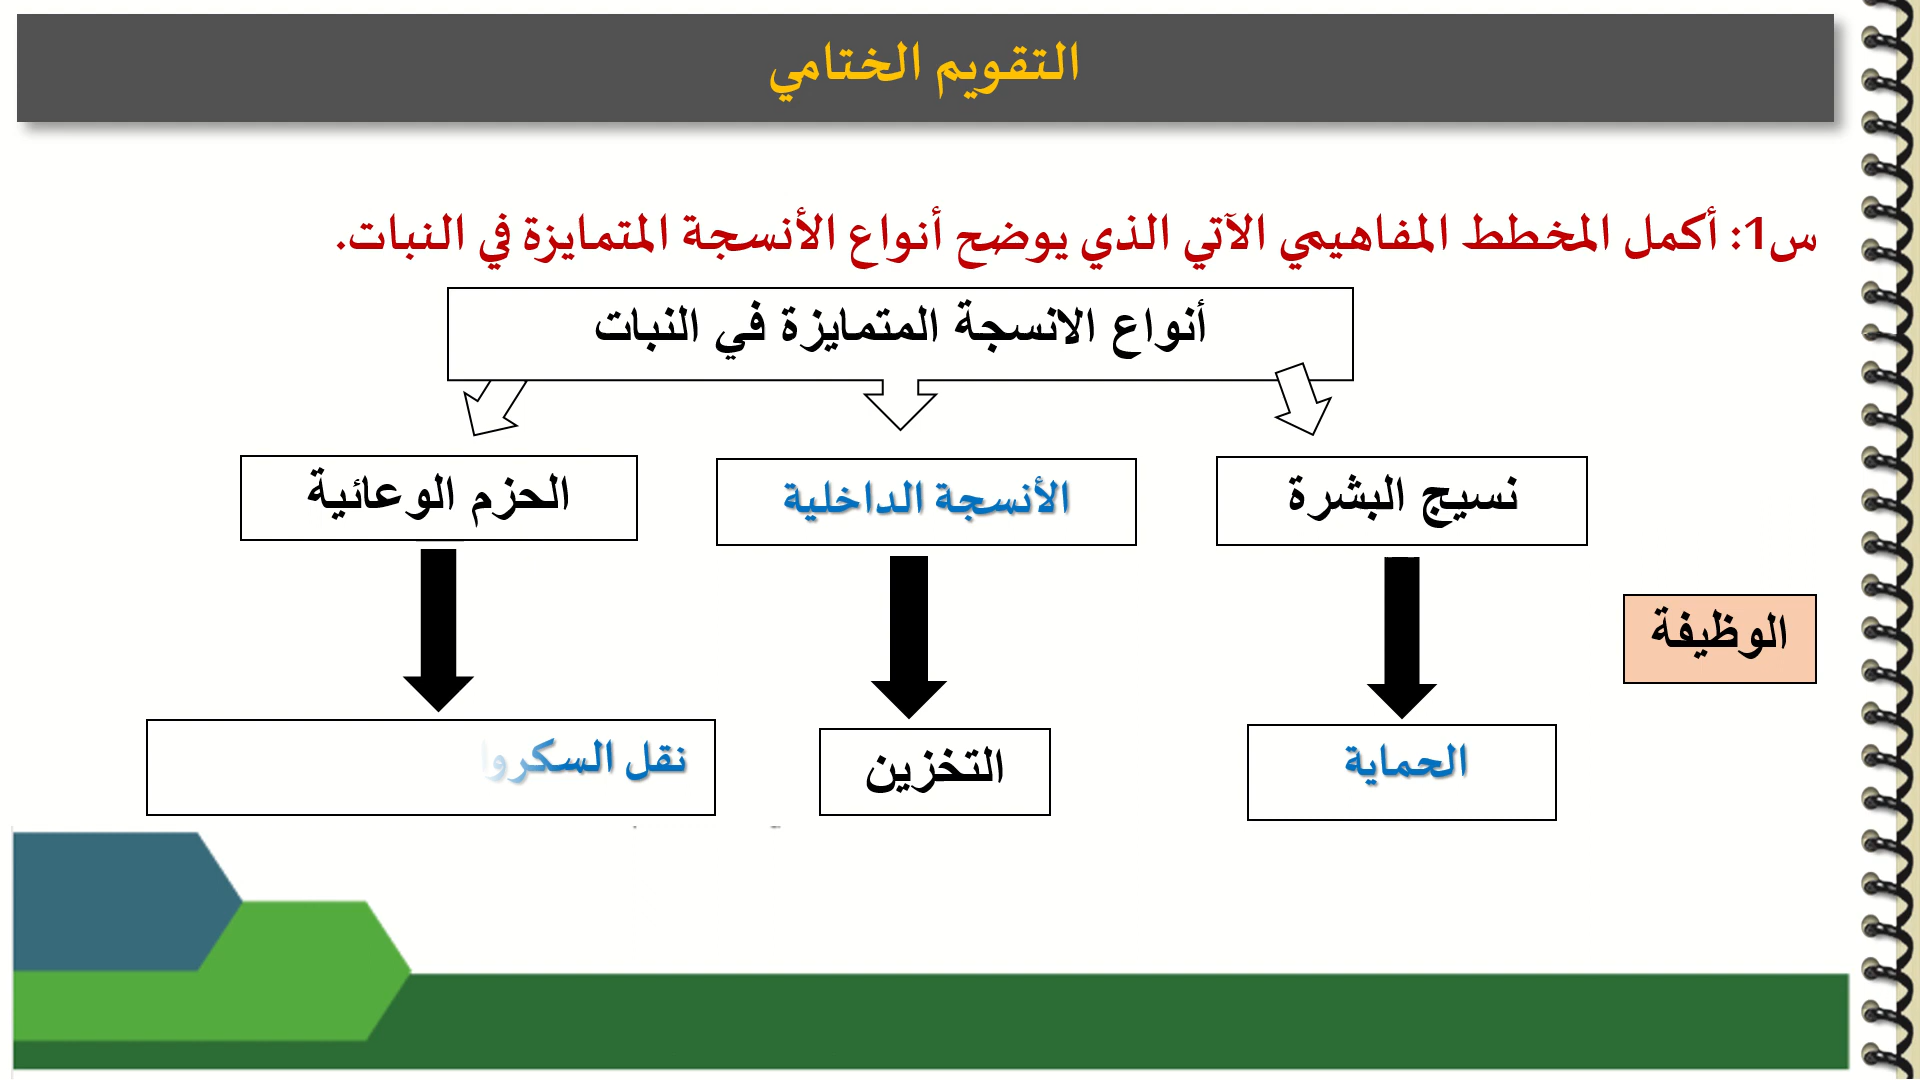 التقويم الختامي
س1: أكمل المخطط المفاهيمي الآتي الذي يوضح أنواع الأنسجة المتمايزة في النبات.
أنواع الانسجة المتمايزة في النبات
نسيج البشرة
الأنسجة الداخلية
الحزم الوعائية
الوظيفة
الحماية
التخزين
نقل